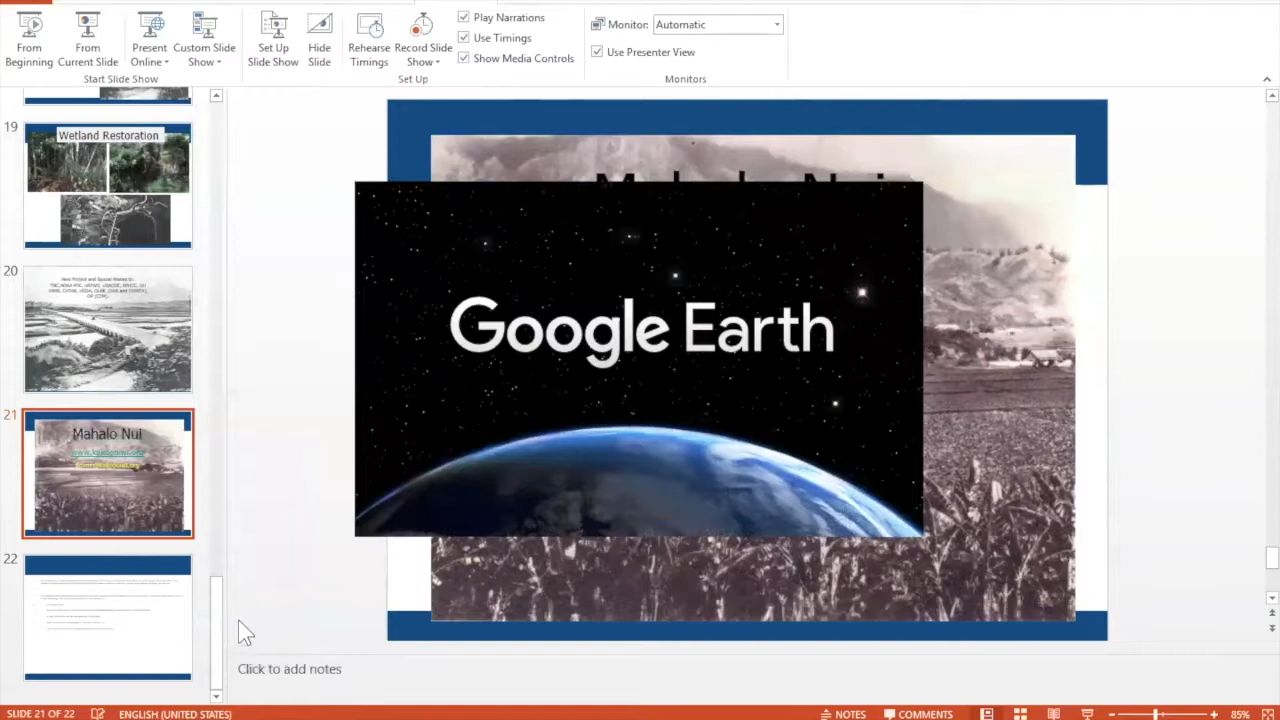 From
Beginning
From
Current Slide
Present
Online
Custom Slide
Show
Start Slide Show
Set Up
Slide Show
Hide
Slide
Rehearse
Timings
Record Slide
Show
Play Narrations
Use Timings
Show Media Controls
Set Up
Monitor:
Automatic
Use Presenter View
Monitors
19
Wetland Restoration
20
21
Mahalo Nui
22
Mahalo Nui
Google Earth
Click to add notes
SLIDE 21 OF 22
ENGLISH (UNITED STATES)
NOTES
COMMENTS
85%